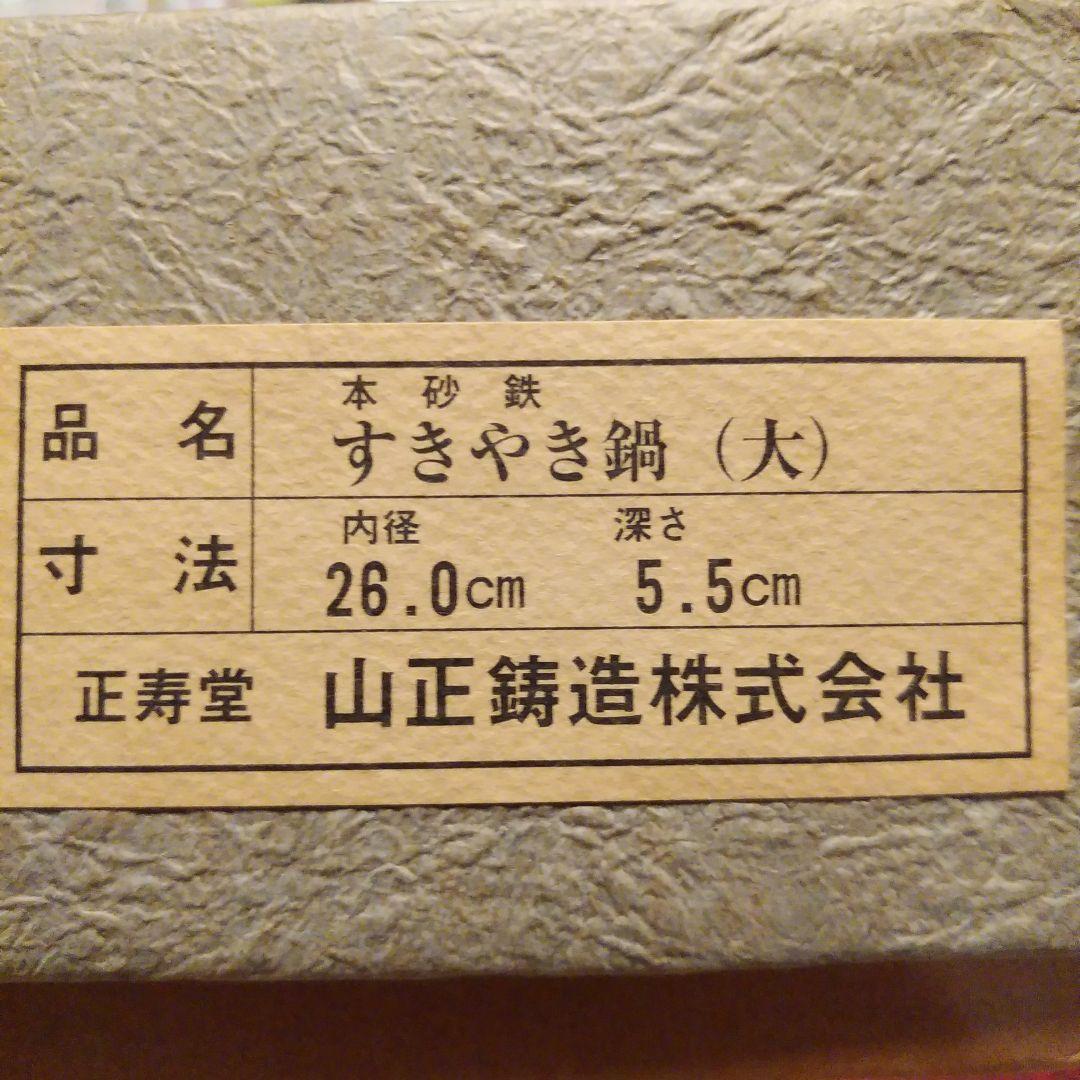 品名 本砂鉄
すきやき鍋（大）
寸法 内径 深さ
26.0cm 5.5cm
正寿堂 山正鋳造株式会社